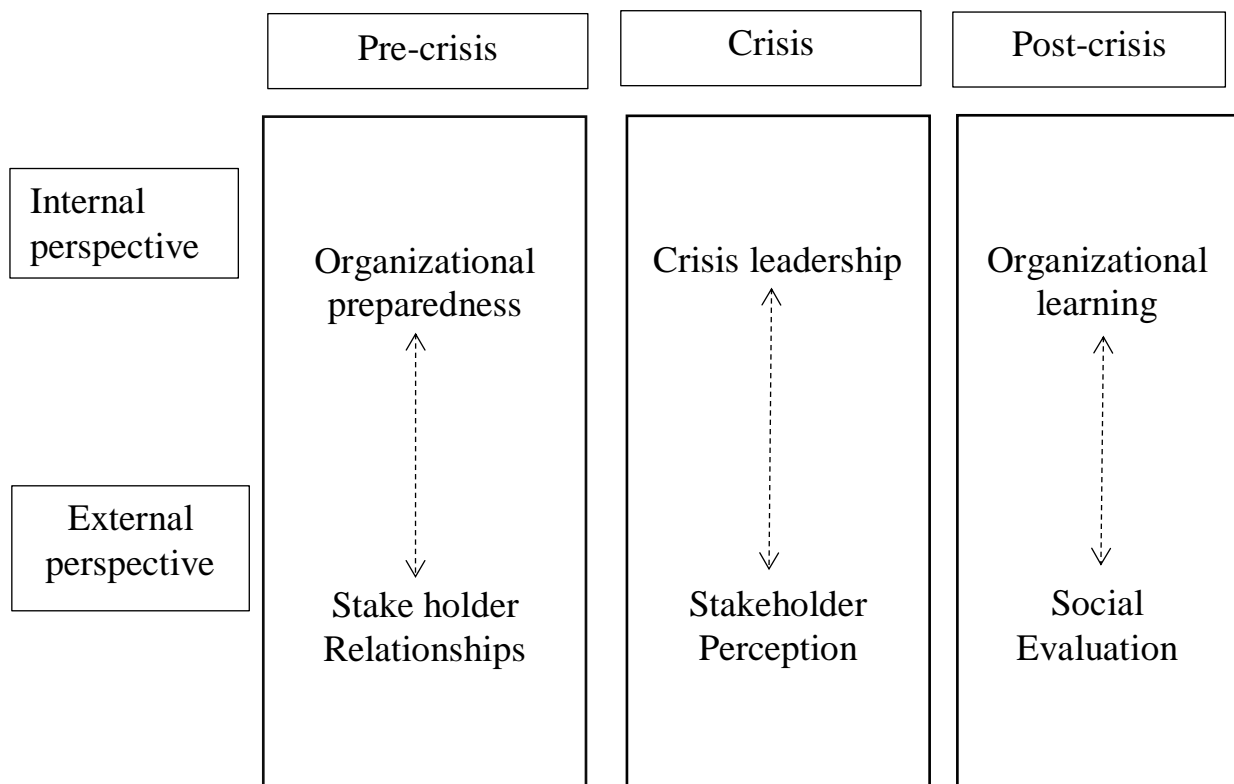 Pre-crisis
Crisis
Post-crisis
Internal
perspective
Organizational
preparedness
Crisis leadership
Organizational
learning
External
perspective
Stake holder
Relationships
Stakeholder
Perception
Social
Evaluation